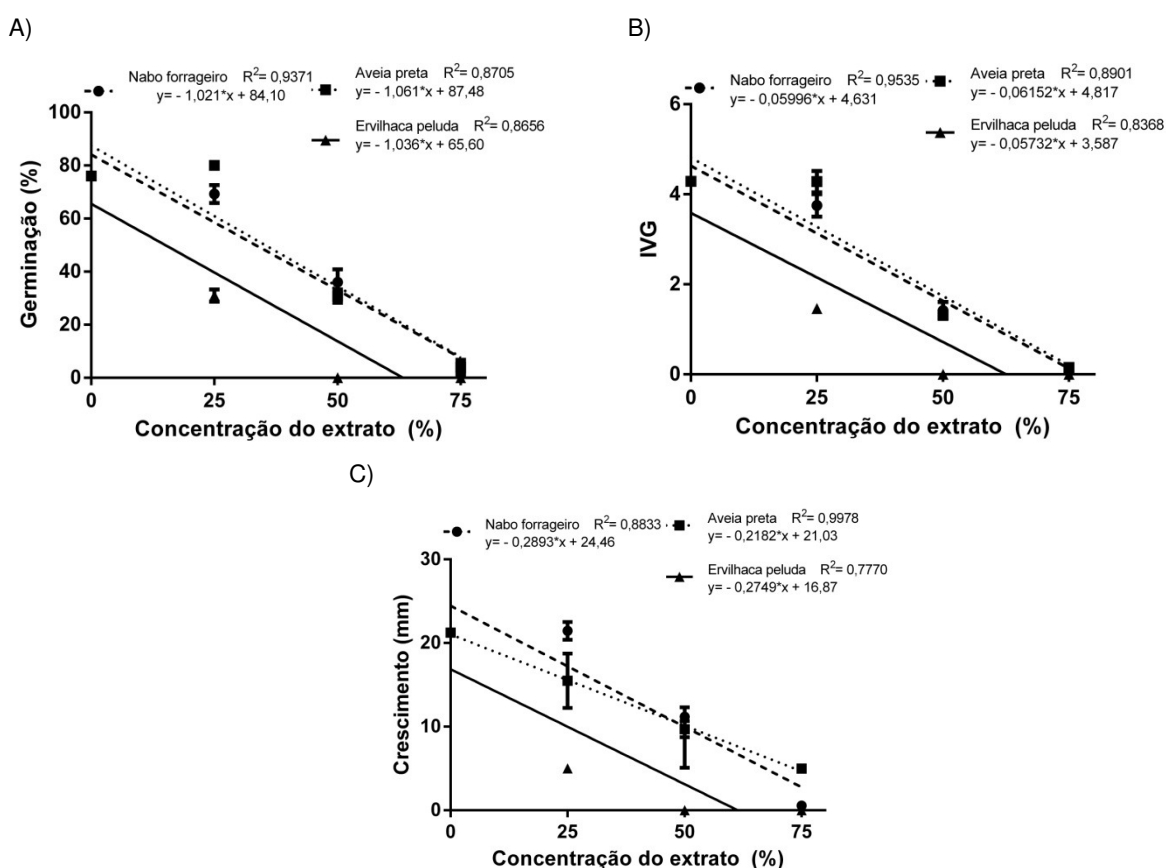 A)
Nabo forrageiro R²= 0,9371
y= - 1,021*x + 84,10
Aveia preta R²= 0,8705
y= - 1,061*x + 87,48
Ervilhaca peluda R²= 0,8656
y= - 1,036*x + 65,60
Germinação (%)
100
80
60
40
20
0
0 25 50 75
Concentração do extrato (%)
B)
Nabo forrageiro R²= 0,9535
y= - 0,05996*x + 4,631
Aveia preta R²= 0,8901
y= - 0,06152*x + 4,817
Ervilhaca peluda R²= 0,8368
y= - 0,05732*x + 3,587
IVG
6
4
2
0
0 25 50 75
Concentração do extrato (%)
C)
Nabo forrageiro R²= 0,8833
y= - 0,2893*x + 24,46
Aveia preta R²= 0,9978
y= - 0,2182*x + 21,03
Ervilhaca peluda R²= 0,7770
y= - 0,2749*x + 16,87
Crescimento (mm)
30
20
10
0
0 25 50 75
Concentração do extrato (%)